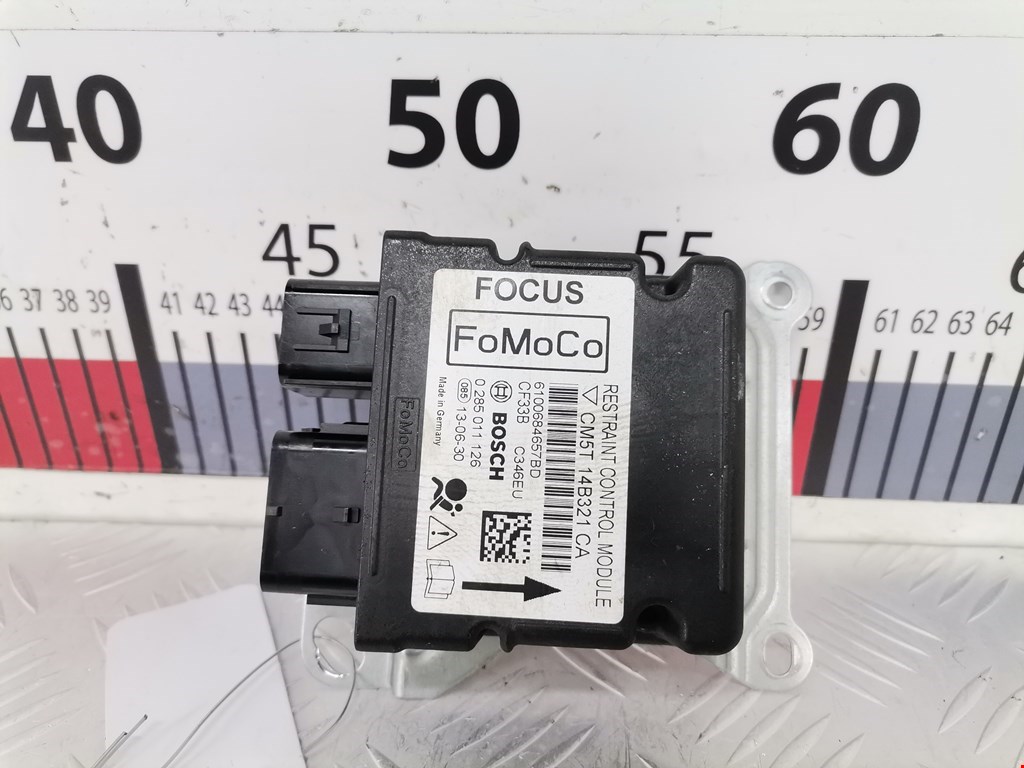 40 50 60
45 55 6
36 37 38 39 41 42 43 44 59 61 62 63 64
FOCUS
FoMoCo
RESTRAINT CONTROL MODULE
CM5T 14B321 CA
6100684657BD
CF33B C346EU
BOSCH
0 285 011 126
085 13-06-30
Made in Germany
FoMoCo